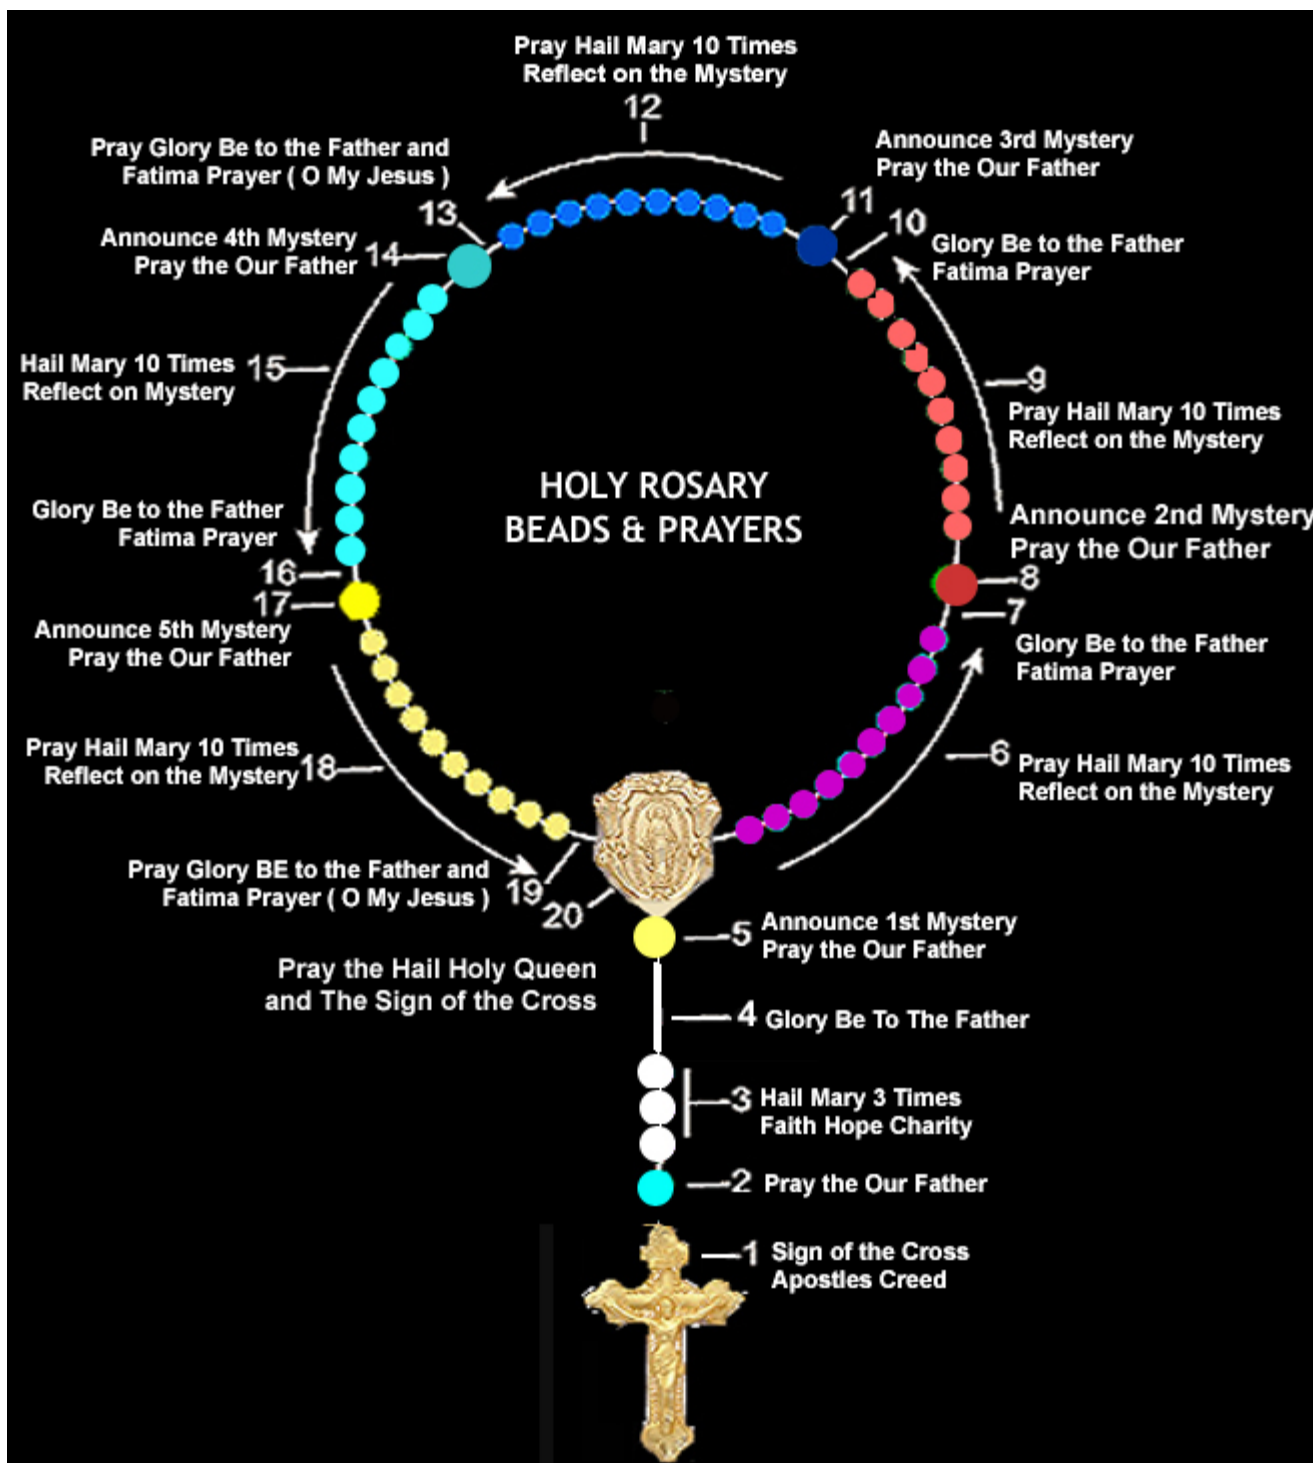 Pray Hail Mary 10 Times
Reflect on the Mystery
12
Pray Glory Be to the Father and
Fatima Prayer ( O My Jesus )
13
Announce 3rd Mystery
Pray the Our Father
11
10
Glory Be to the Father
Fatima Prayer
Announce 4th Mystery
Pray the Our Father
14
Hail Mary 10 Times
Reflect on Mystery
15
9
Pray Hail Mary 10 Times
Reflect on the Mystery
HOLY ROSARY
BEADS & PRAYERS
Glory Be to the Father
Fatima Prayer
16
17
Announce 2nd Mystery
Pray the Our Father
8
7
Glory Be to the Father
Fatima Prayer
Announce 5th Mystery
Pray the Our Father
Pray Hail Mary 10 Times
Reflect on the Mystery
18
6
Pray Hail Mary 10 Times
Reflect on the Mystery
Pray Glory BE to the Father and
Fatima Prayer ( O My Jesus )
19
20
Pray the Hail Holy Queen
and The Sign of the Cross
5
Announce 1st Mystery
Pray the Our Father
4 Glory Be To The Father
3 Hail Mary 3 Times
Faith Hope Charity
2 Pray the Our Father
1 Sign of the Cross
Apostles Creed